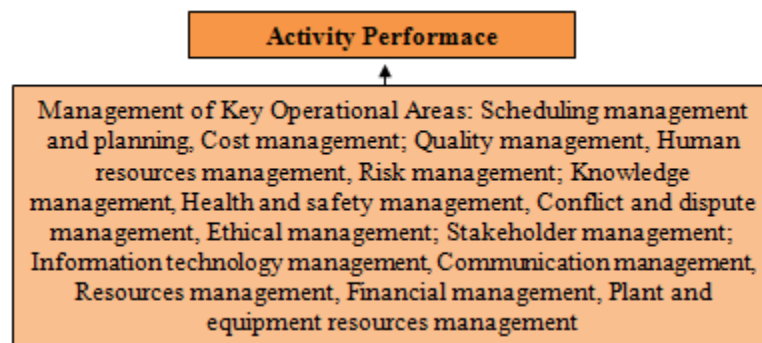 Activity Performace
Management of Key Operational Areas: Scheduling management
and planning, Cost management; Quality management, Human
resources management, Risk management; Knowledge
management, Health and safety management, Conflict and dispute
management, Ethical management; Stakeholder management;
Information technology management, Communication management,
Resources management, Financial management, Plant and
equipment resources management